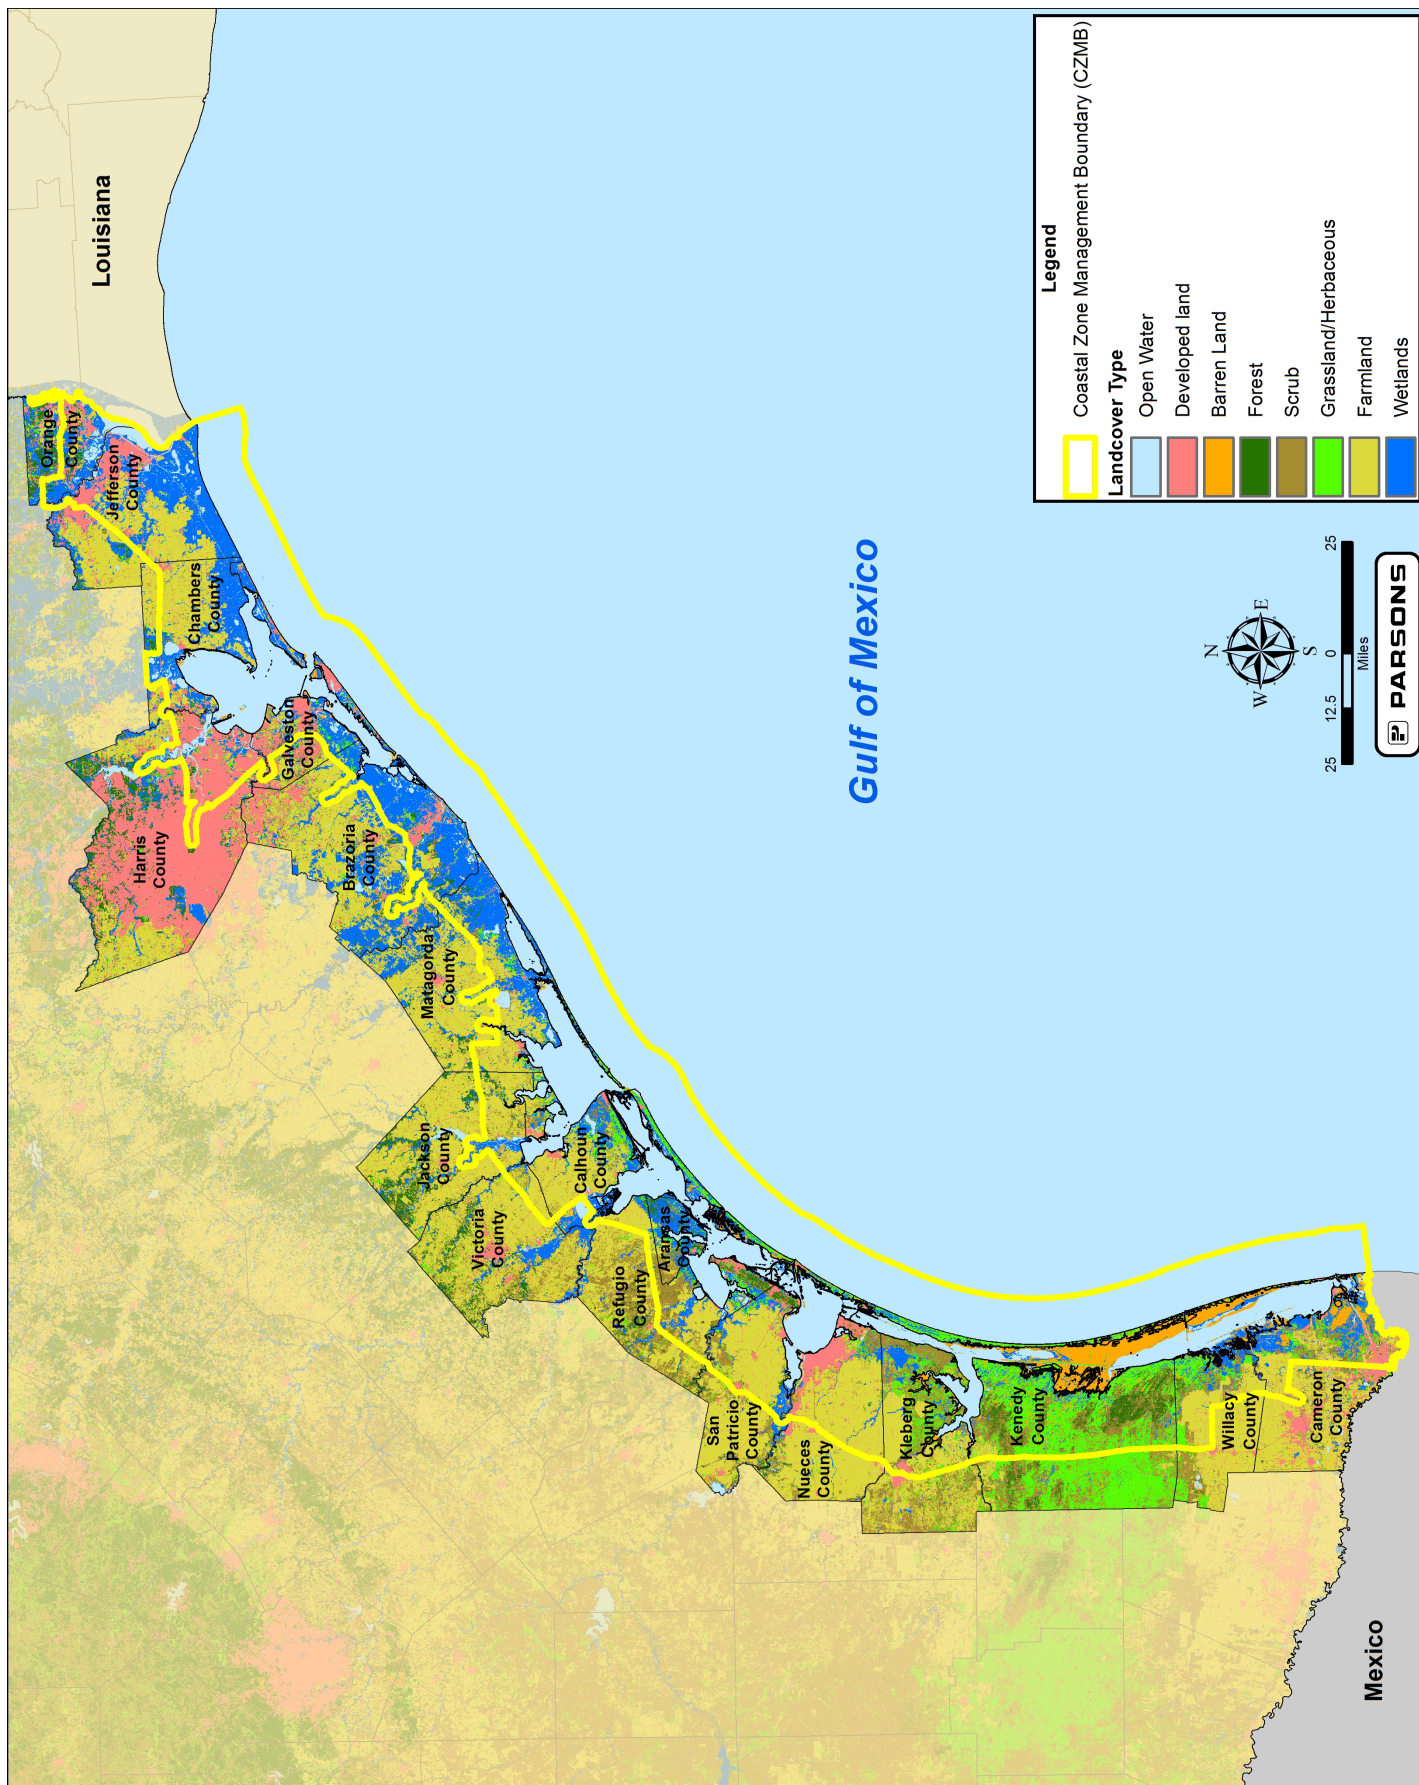 Louisiana
Orange
County
Jefferson
County
Chambers
County
Harris
County
Galveston
County
Brazoria
County
Matagorda
County
Jackson
County
Victoria
County
Calhoun
County
Refugio
County
Aransas
County
San
Patricio
County
Nueces
County
Kleberg
County
Kenedy
County
Willacy
County
Cameron
County
Mexico
Gulf of Mexico
N
W
E
S
25
12.5
0
25
Miles
PARSONS
Legend
Coastal Zone Management Boundary (CZMB)
Landcover Type
Open Water
Developed land
Barren Land
Forest
Scrub
Grassland/Herbaceous
Farmland
Wetlands